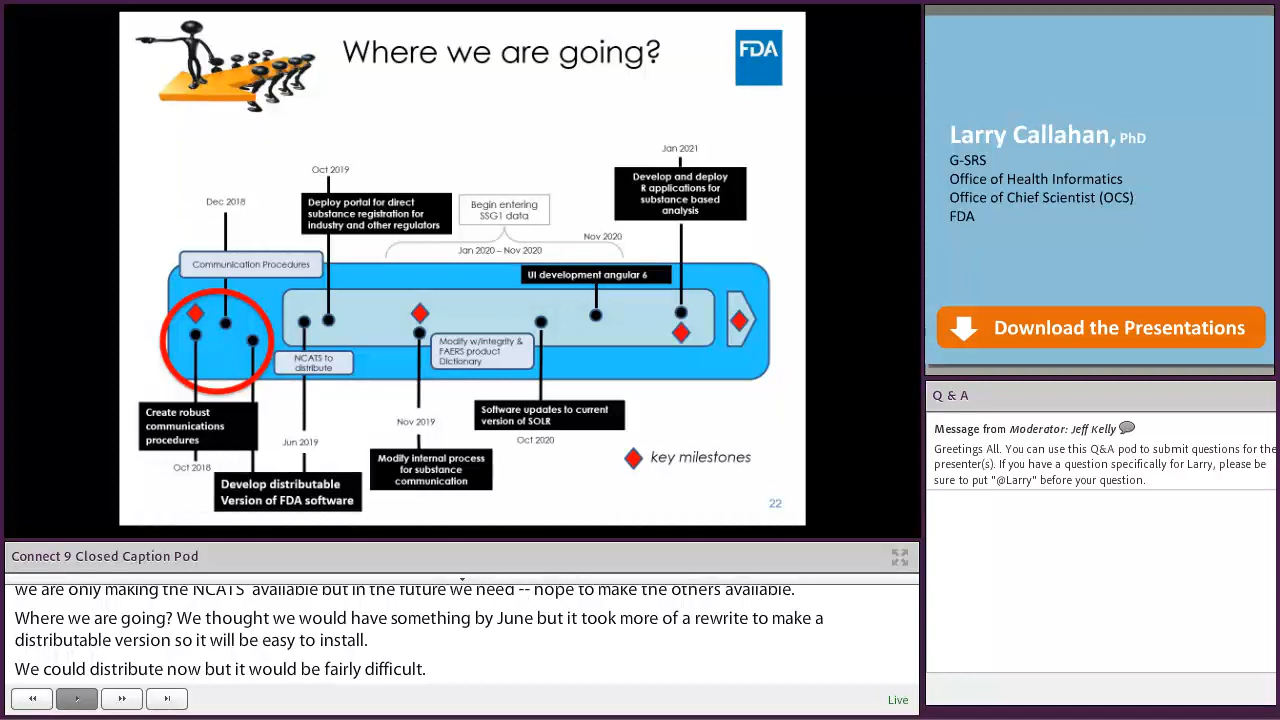 Where we are going?
FDA
Jan 2021
Develop and deploy
R applications for
substance based
analysis
Oct 2019
Deploy portal for direct
substance registration for
industry and other regulators
Begin entering
SSG1 data
Dec 2018
Nov 2020
Jan 2020 – Nov 2020
Communication Procedures
UI development angular 6
NCATS to
distribute
Modify w/integrity &
FAERS product
Dictionary
Create robust
communications
procedures
Oct 2018
Jun 2019
Nov 2019
Software updates to current
version of SOLR
Oct 2020
Modify internal process
for substance
communication
key milestones
Develop distributable
Version of FDA software
22
Larry Callahan, PhD
G-SRS
Office of Health Informatics
Office of Chief Scientist (OCS)
FDA
Download the Presentations
Q & A
Message from Moderator: Jeff Kelly
Greetings All. You can use this Q&A pod to submit questions for the
presenter(s). If you have a question specifically for Larry, please be
sure to put "@Larry" before your question.
Connect 9 Closed Caption Pod
we are only making the NCATS available but in the future we need -- hope to make the others available.
Where we are going? We thought we would have something by June but it took more of a rewrite to make a
distributable version so it will be easy to install.
We could distribute now but it would be fairly difficult.
Live